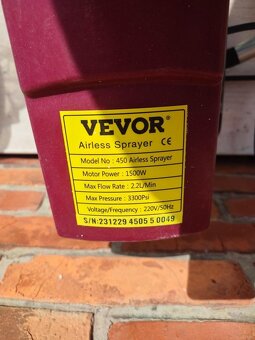 VEVOR®
Airless Sprayer CE
Model No : 450 Airless Sprayer
Motor Power : 1500W
Max Flow Rate : 2.2L/Min
Max Pressure : 3300Psi
Voltage/Frequency : 220V/50Hz
S/N:231229 4505 5 0049